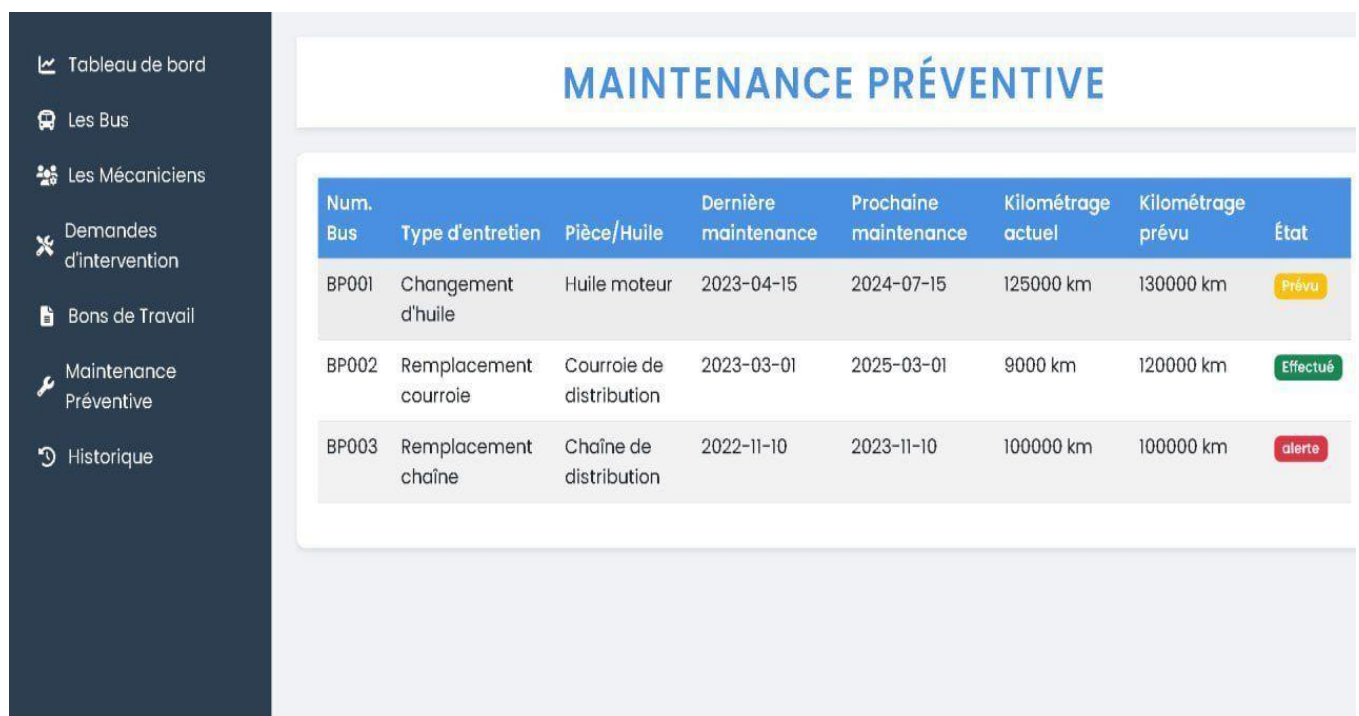 Tableau de bord
Les Bus
Les Mécaniciens
Demandes
d'intervention
Bons de Travail
Maintenance
Préventive
Historique
MAINTENANCE PRÉVENTIVE
Num. Bus Type d'entretien Pièce/Huile Dernière maintenance Prochaine maintenance Kilométrage actuel Kilométrage prévu État
BP001 Changement d'huile Huile moteur 2023-04-15 2024-07-15 125000 km 130000 km Prévu
BP002 Remplacement courroie Courroie de distribution 2023-03-01 2025-03-01 9000 km 120000 km Effectué
BP003 Remplacement chaîne Chaîne de distribution 2022-11-10 2023-11-10 100000 km 100000 km alerte